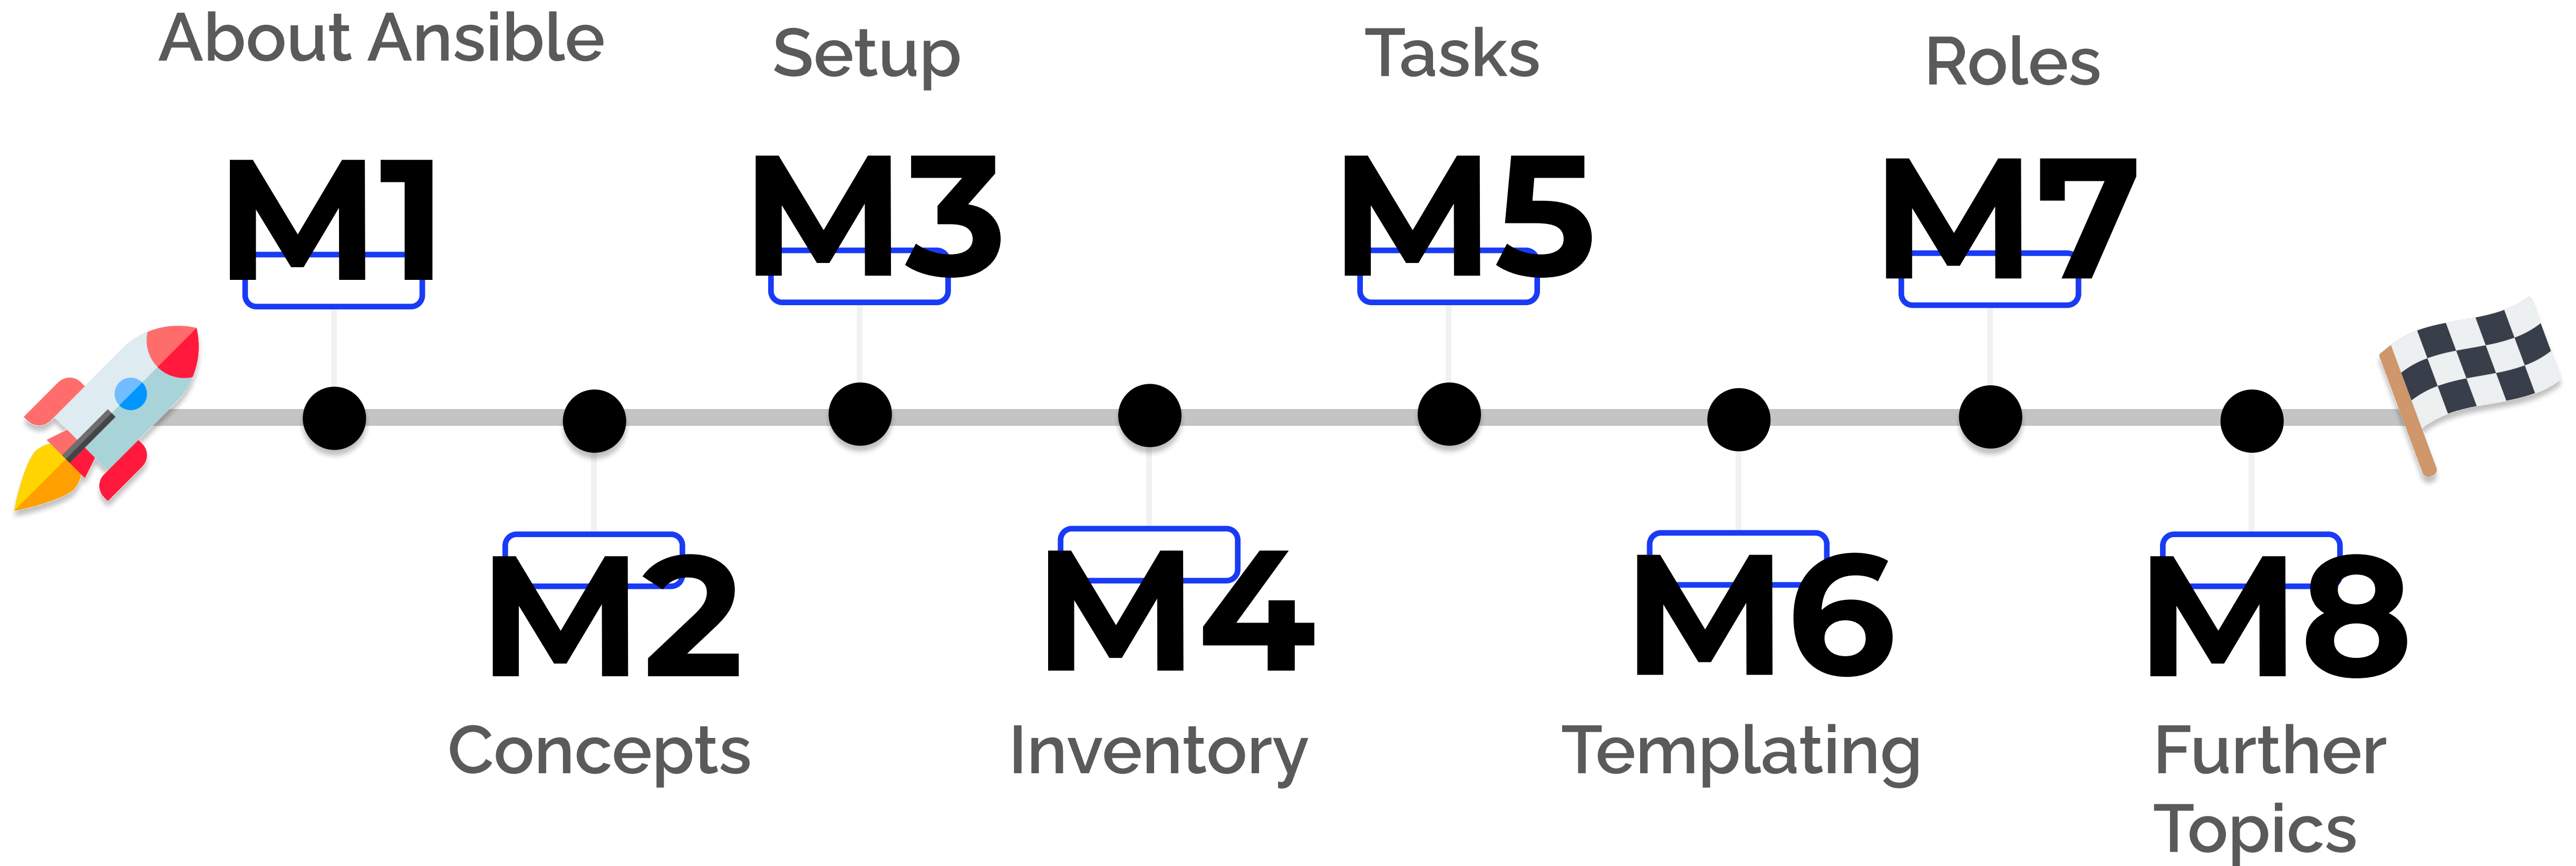 About Ansible
Setup
Tasks
Roles
M1
M3
M5
M7
M2
M4
M6
M8
Concepts
Inventory
Templating
Further
Topics